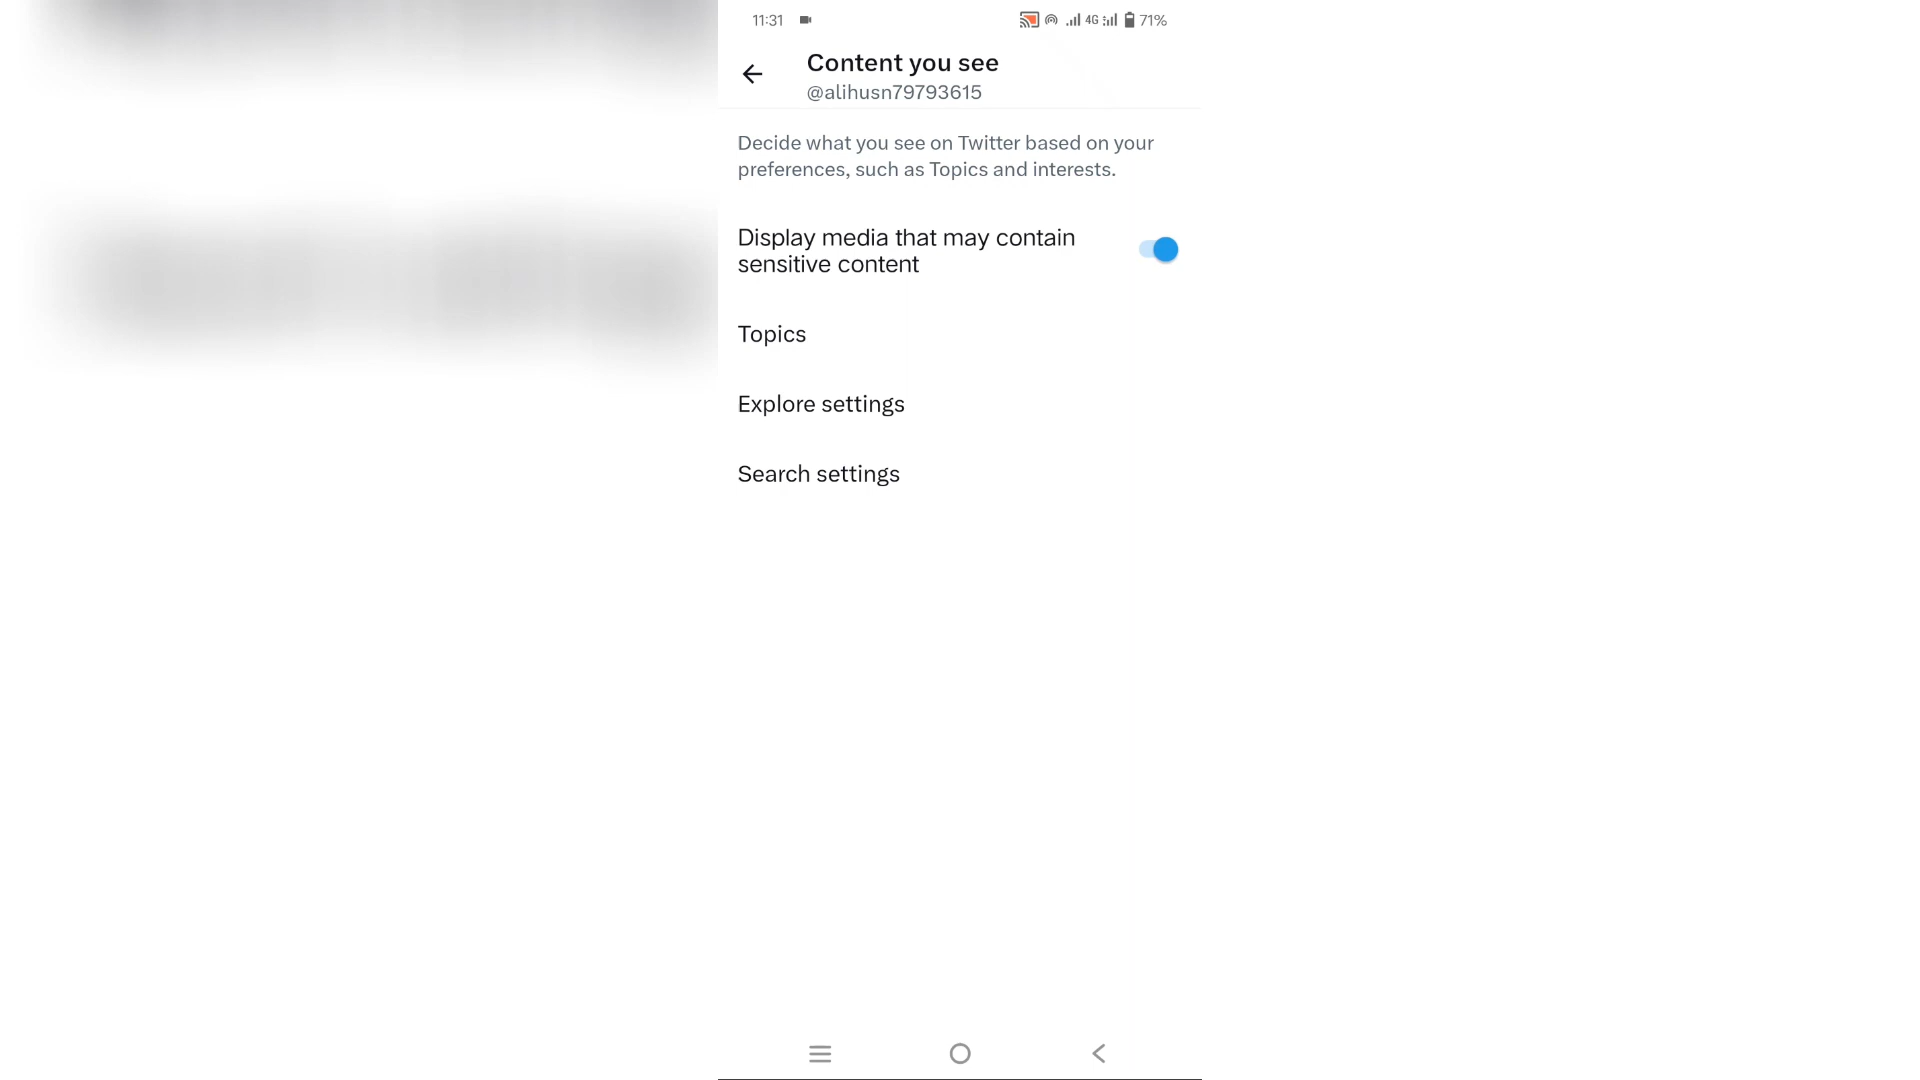 11:31
4G
71%
Content you see
@alihusn79793615
Decide what you see on Twitter based on your
preferences, such as Topics and interests.
Display media that may contain
sensitive content
Topics
Explore settings
Search settings